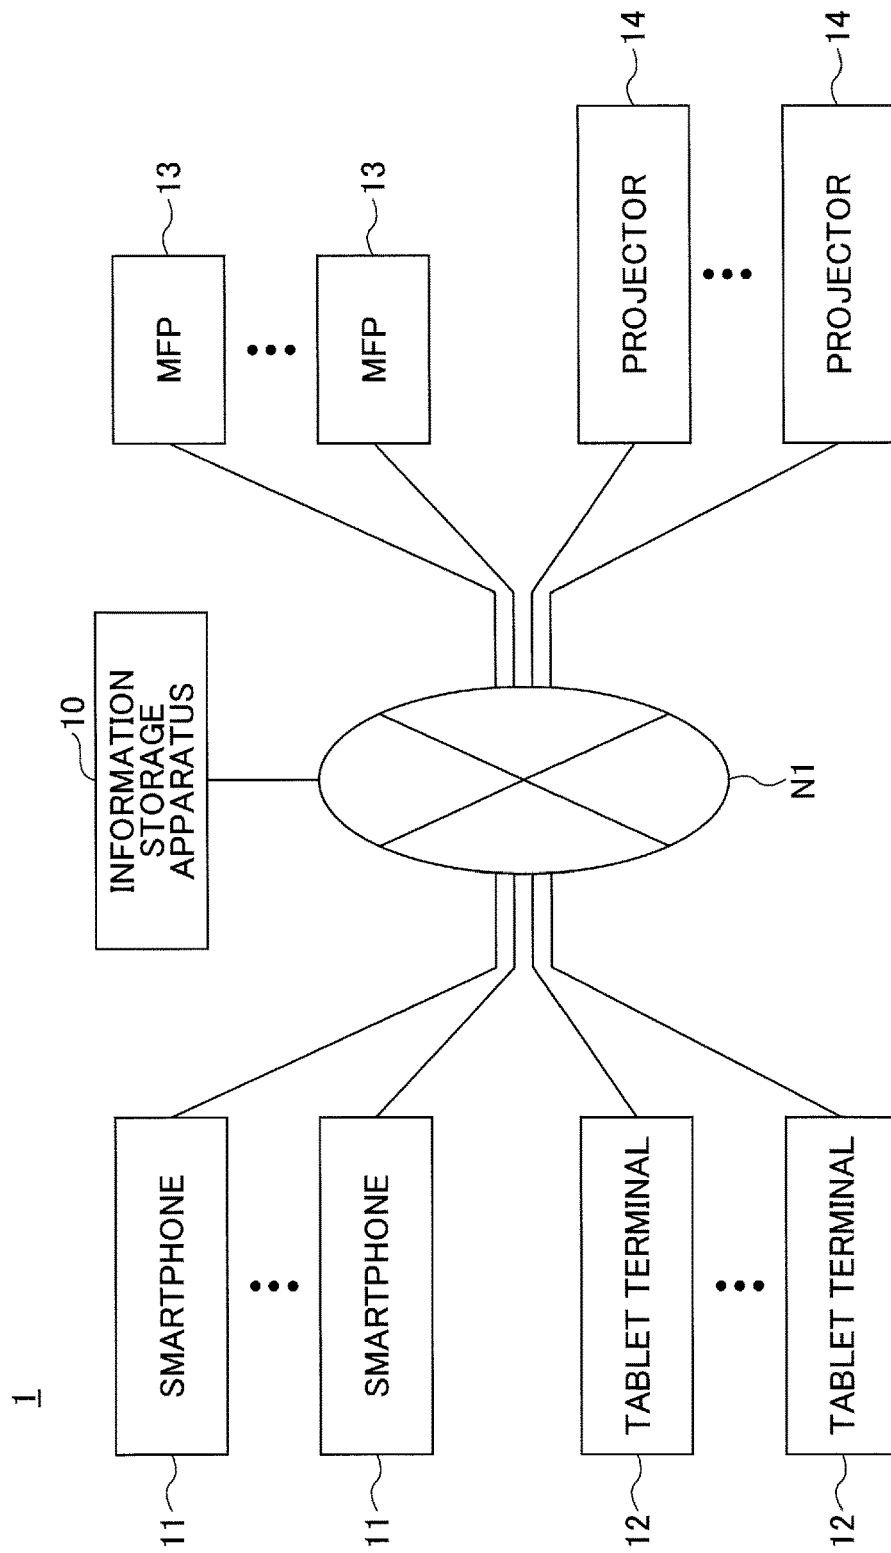 1
10
INFORMATION
STORAGE
APPARATUS
11
SMARTPHONE
11
SMARTPHONE
12
TABLET TERMINAL
12
TABLET TERMINAL
N1
MFP
13
MFP
13
PROJECTOR
14
PROJECTOR
14